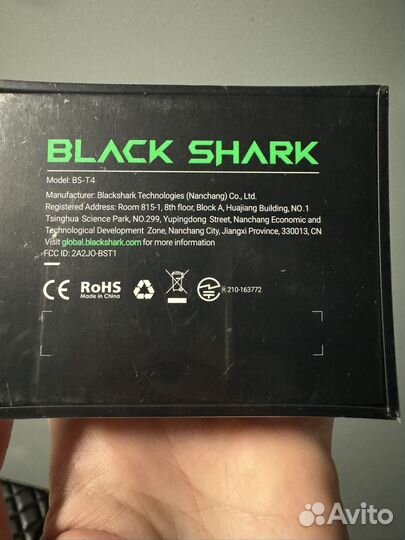 BLACK SHARK
Model: BS-T4
Manufacturer: Blackshark Technologies (Nanchang) Co., Ltd.
Registered Address: Room 815-1, 8th floor, Block A, Huajiang Building, NO.1
Tsinghua Science Park, NO.299, Yupingdong Street, Nanchang Economic and
Technological Development Zone, Nanchang City, Jiangxi Province, 330013, CN
Visit global.blackshark.com for more information
FCC ID: 2A2J0-BST1
CE RoHS
Made in China
R 210-163772
Avito